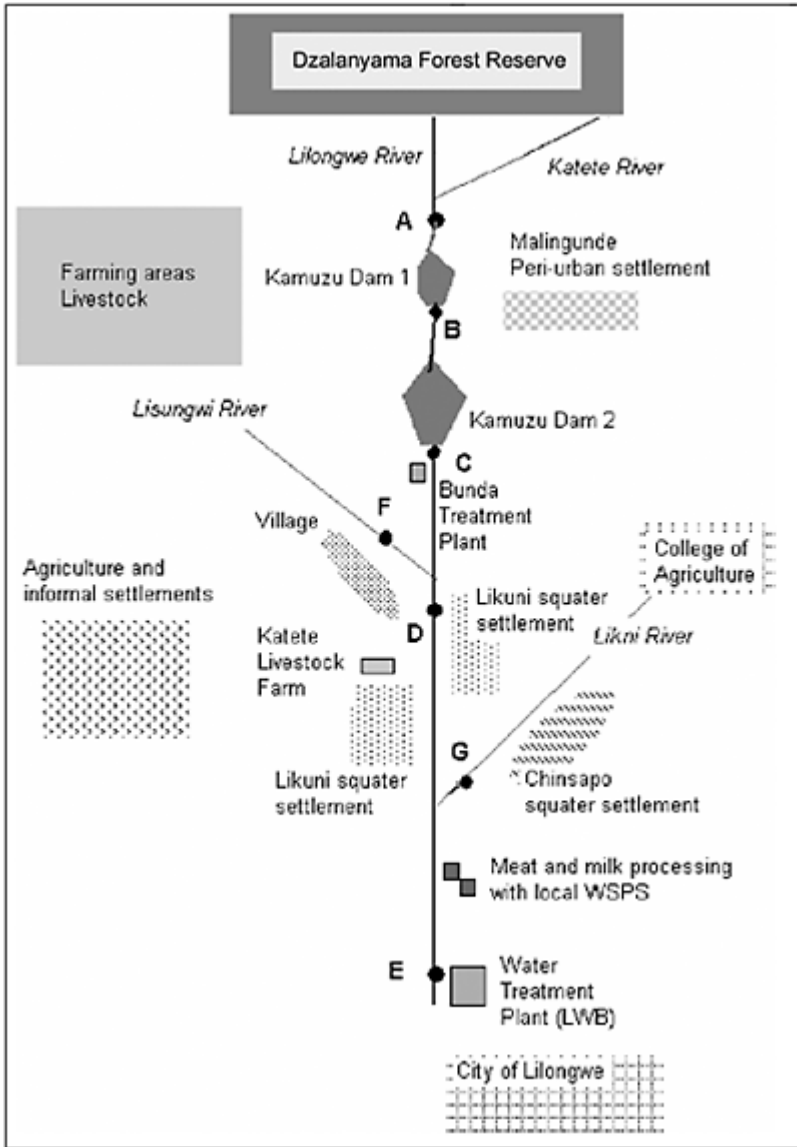 Dzalanyama Forest Reserve
Lilongwe River
Katete River
A
Malingunde
Peri-urban settlement
Farming areas
Livestock
Kamuzu Dam 1
B
Lisungwi River
Kamuzu Dam 2
C
Bunda
Treatment
Plant
F
Village
College of
Agriculture
Agriculture and
informal settlements
Likuni squater
settlement
D
Likni River
Katete
Livestock
Farm
G
Likuni squater
settlement
Chinsapo
squater settlement
Meat and milk processing
with local WSPS
E
Water
Treatment
Plant (LWB)
City of Lilongwe